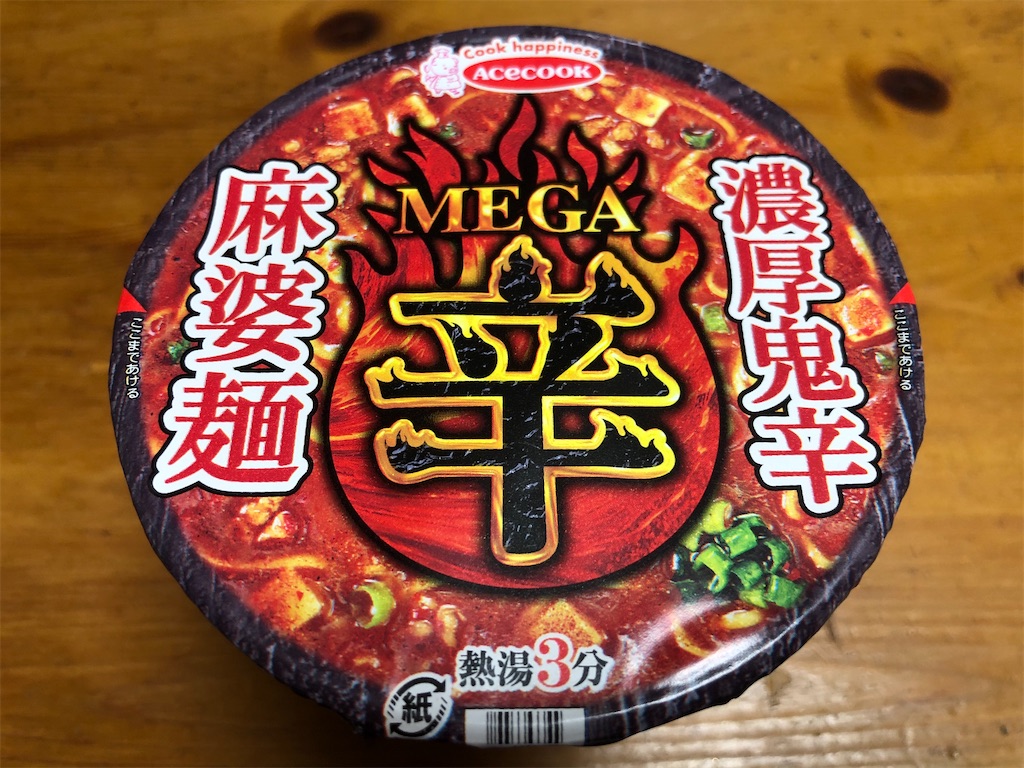 Cook happiness
Acecook
MEGA
辛
濃厚鬼辛
麻婆麺
ここまであける
ここまであける
熱湯3分
紙